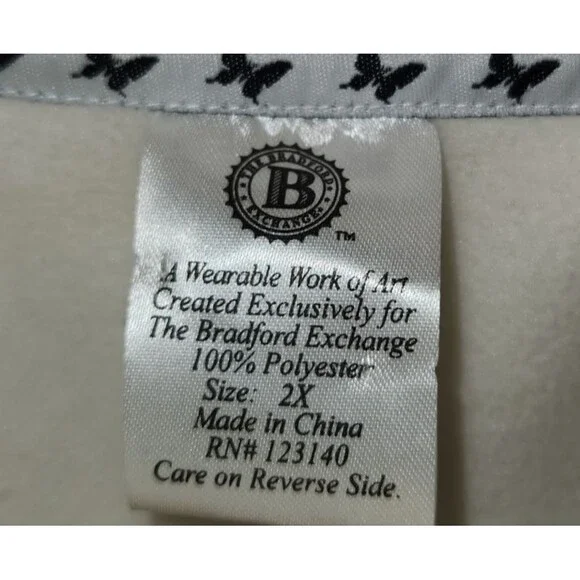 THE BRADFORD
B
EXCHANGE
TM
A Wearable Work of Art
Created Exclusively for
The Bradford Exchange
100% Polyester
Size: 2X
Made in China
RN# 123140
Care on Reverse Side.